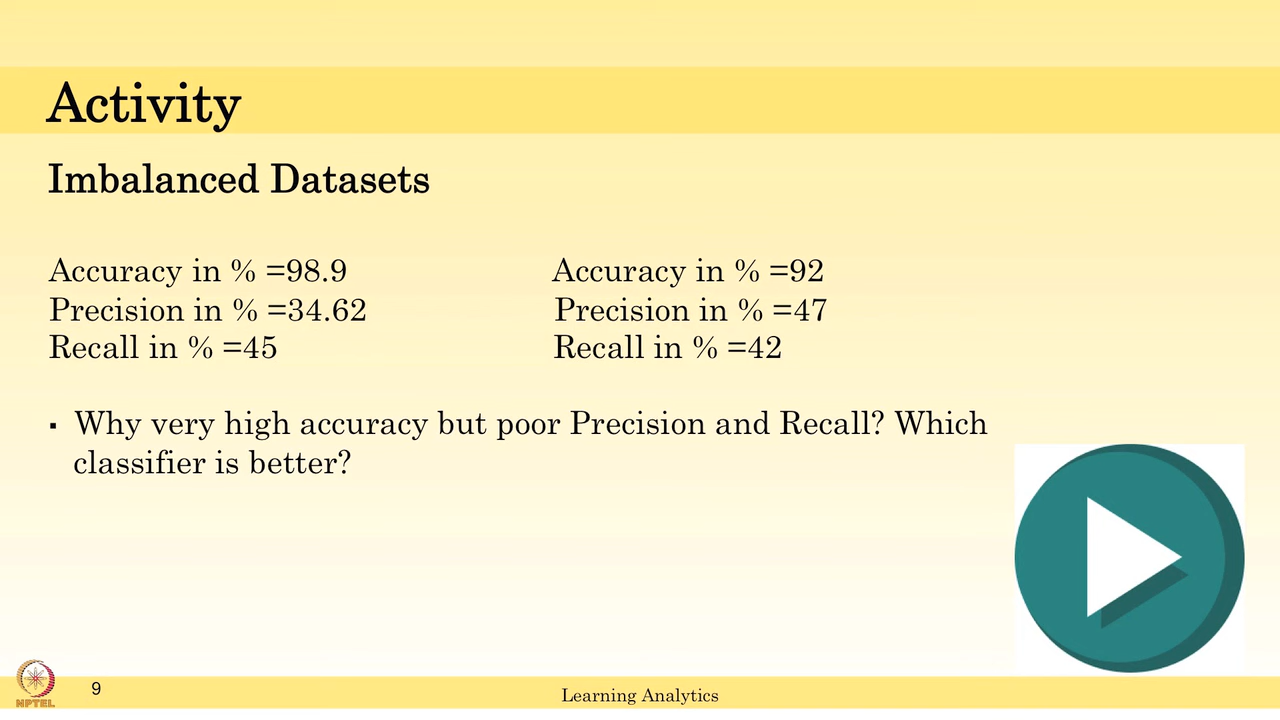 Activity
Imbalanced Datasets
Accuracy in % =98.9
Precision in % =34.62
Recall in % =45
Accuracy in % =92
Precision in % =47
Recall in % =42
▪ Why very high accuracy but poor Precision and Recall? Which
classifier is better?
NPTEL
9
Learning Analytics